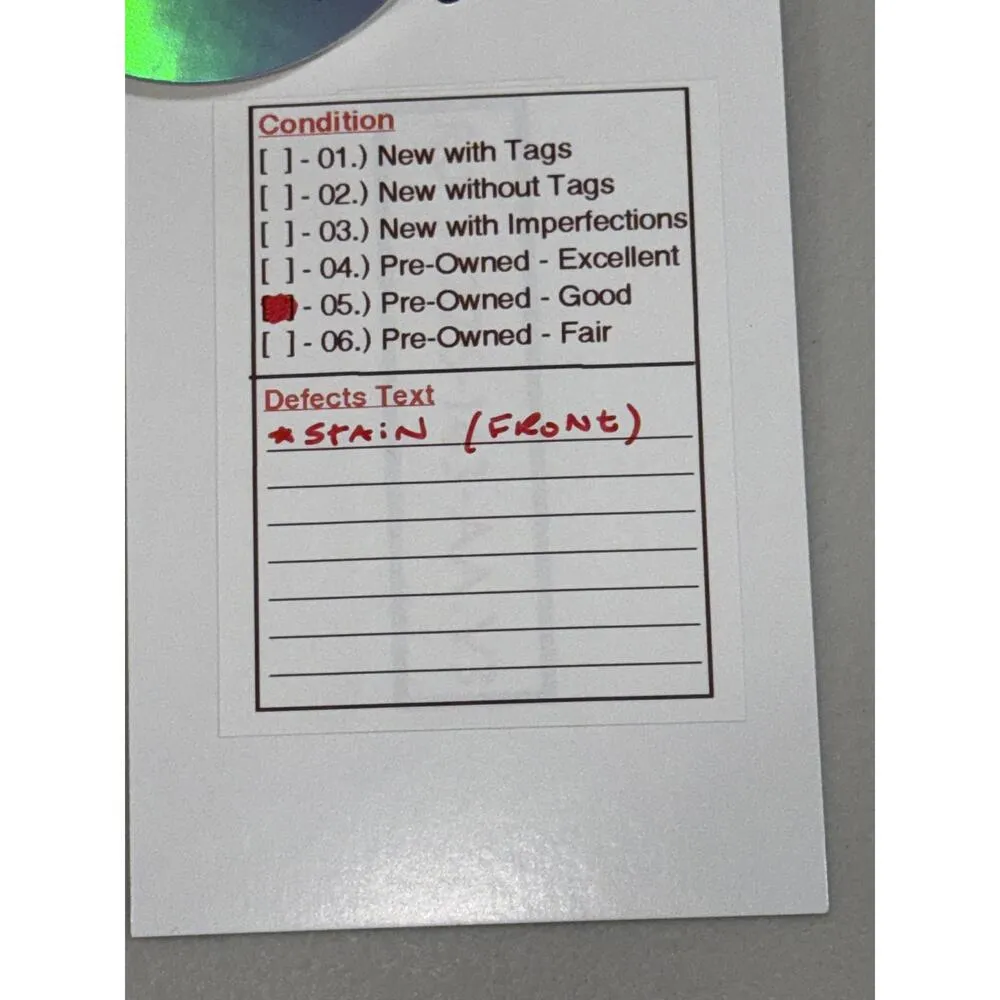 Condition
[ ] - 01.) New with Tags
[ ] - 02.) New without Tags
[ ] - 03.) New with Imperfections
[ ] - 04.) Pre-Owned - Excellent
[■] - 05.) Pre-Owned - Good
[ ] - 06.) Pre-Owned - Fair
Defects Text
* STAIN (FRONT)